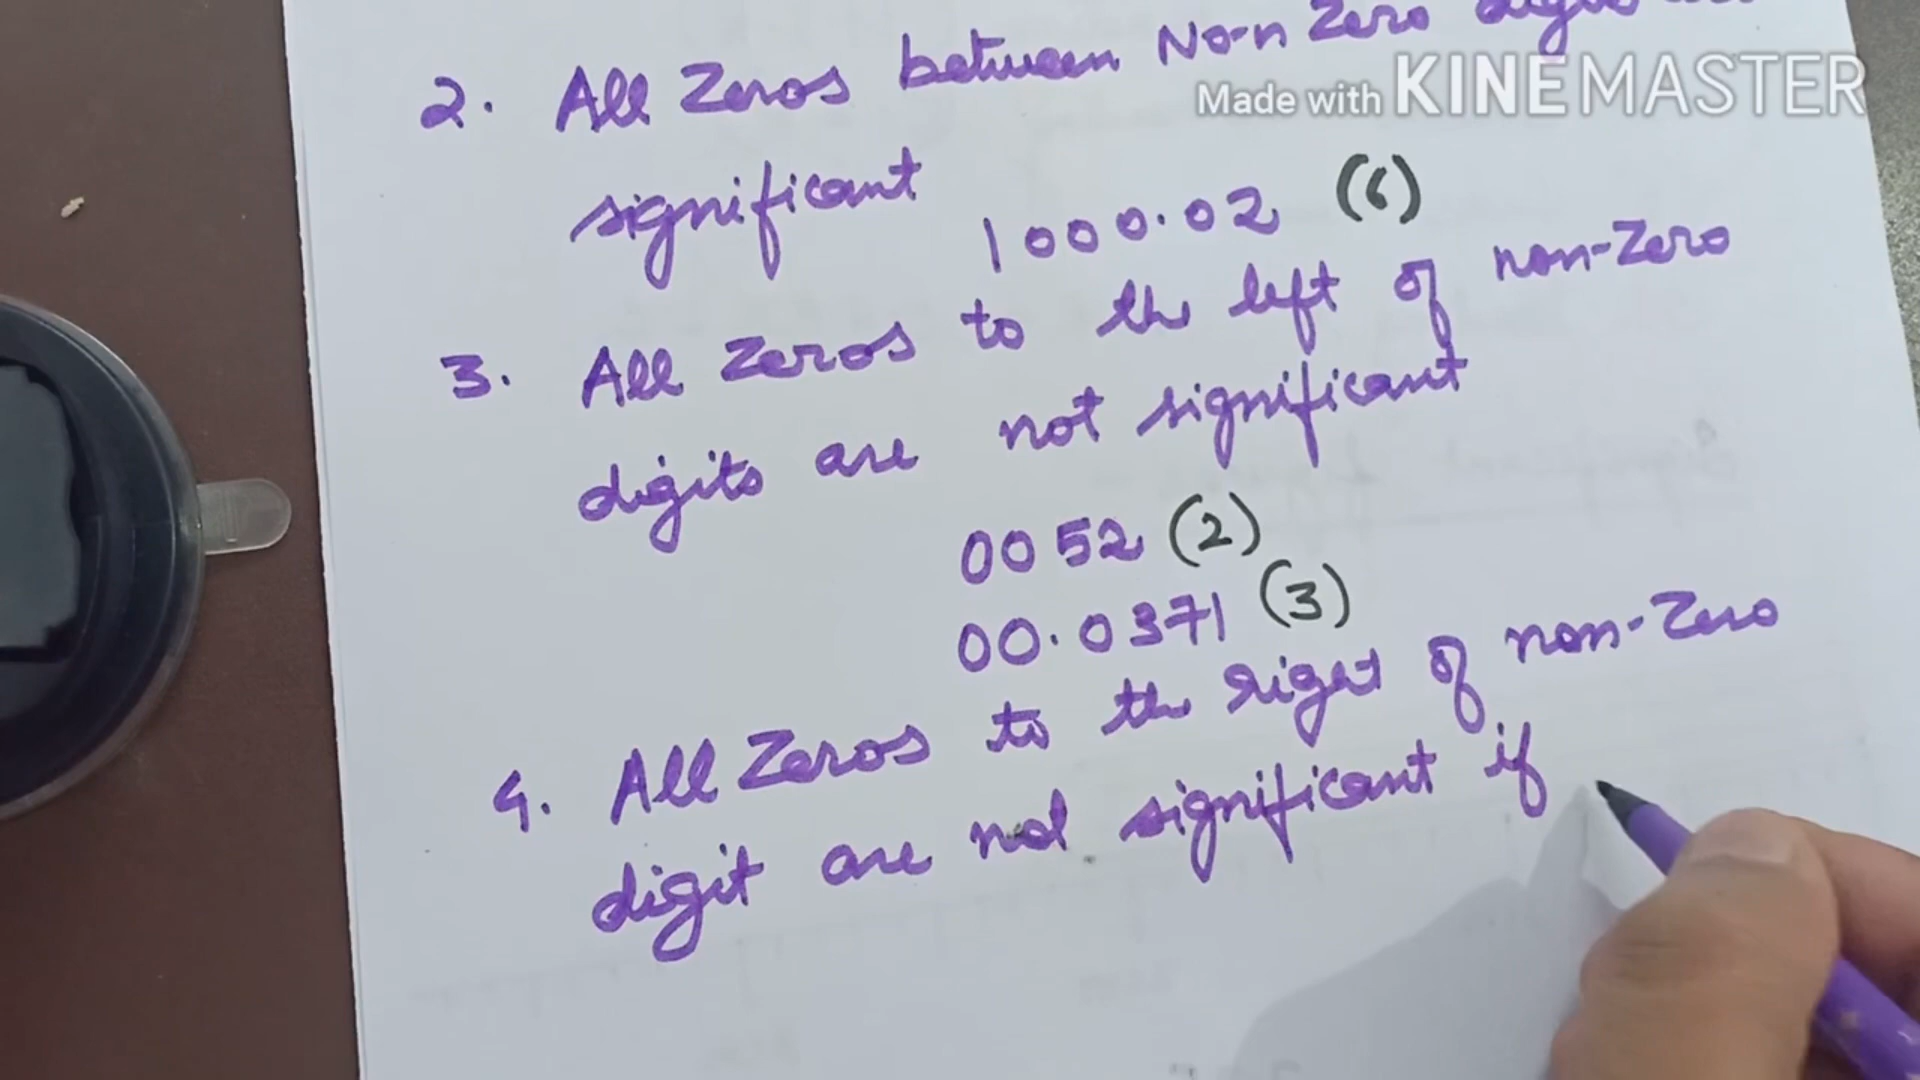 2. All Zeros between Non Zero
Made with KINEMASTER
significant
1000.02 (6)
3. All Zeros to the left of non-Zero
digits are not significant
0052 (2)
00.0371 (3)
4. All Zeros to the right of non-Zero
digit are not significant if